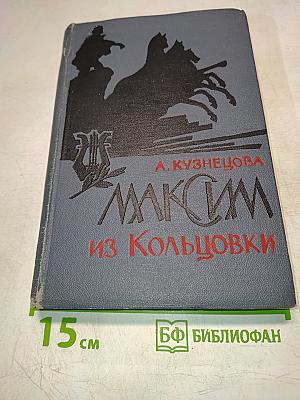 А. КУЗНЕЦОВА
МАКСИМ
ИЗ КОЛЬЦОВКИ
15 см
БФ БИБЛИОФАН